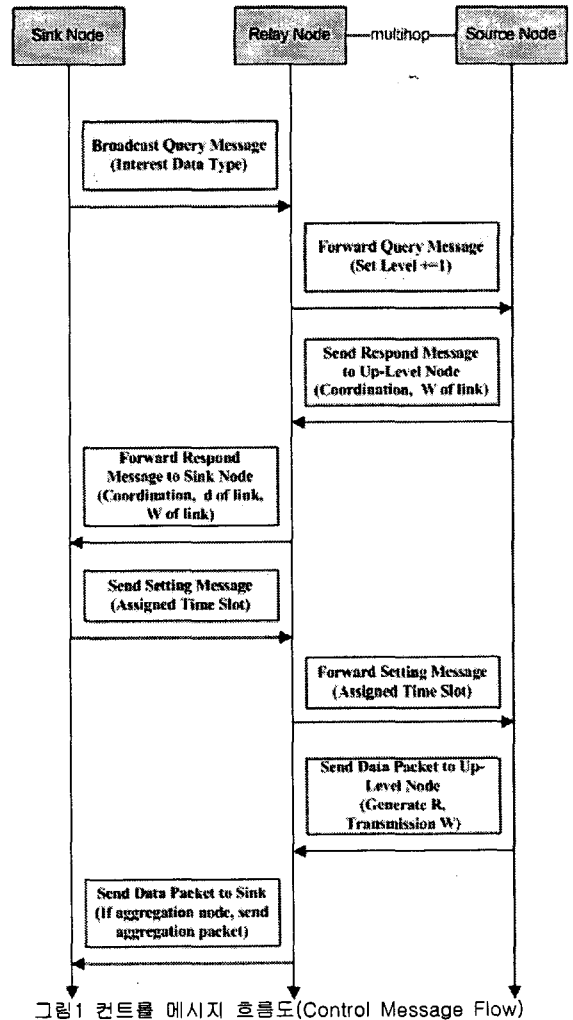 Sink Node
Relay Node
multihop
Source Node
Broadcast Query Message
(Interest Data Type)
Forward Query Message
(Set Level +=1)
Send Respond Message
to Up-Level Node
(Coordination, W of link)
Forward Respond
Message to Sink Node
(Coordination, d of link,
W of link)
Send Setting Message
(Assigned Time Slot)
Forward Setting Message
(Assigned Time Slot)
Send Data Packet to Up-
Level Node
(Generate R,
Transmission W)
Send Data Packet to Sink
(If aggregation node, send
aggregation packet)
그림1 컨트롤 메시지 흐름도(Control Message Flow)